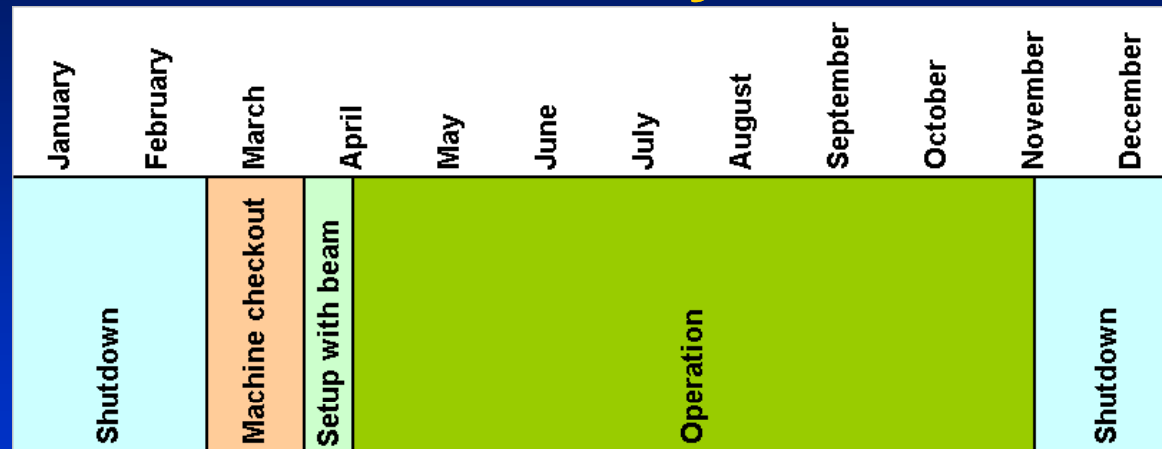 January
February
March
April
May
June
July
August
September
October
November
December
Shutdown
Machine checkout
Setup with beam
Operation
Shutdown